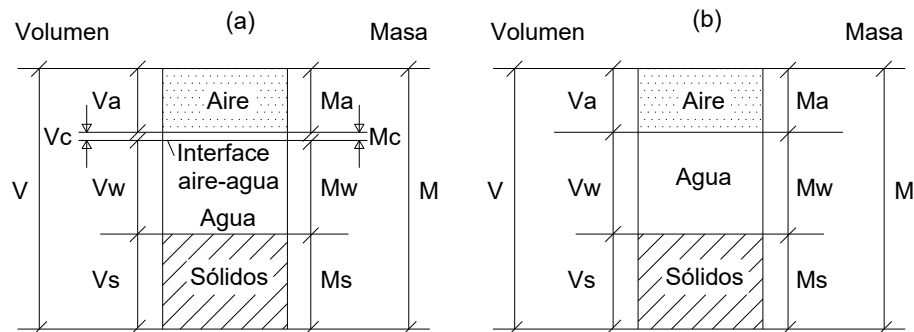 Volumen (a) Masa
Va Aire Ma
Vc Mc
Interface
aire-agua
V Vw Mw M
Agua
Vs Sólidos Ms
Volumen (b) Masa
Va Aire Ma
V Vw Agua Mw M
Vs Sólidos Ms